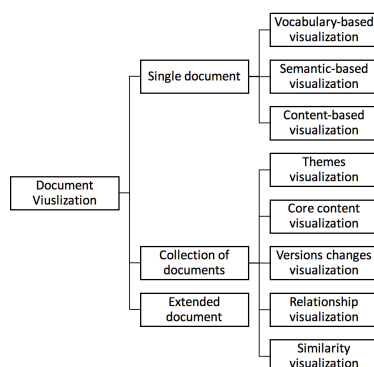 Vocabulary-based
visualization
Single document
Semantic-based
visualization
Content-based
visualization
Document
Viuslization
Themes
visualization
Core content
visualization
Collection of
documents
Versions changes
visualization
Extended
document
Relationship
visualization
Similarity
visualization